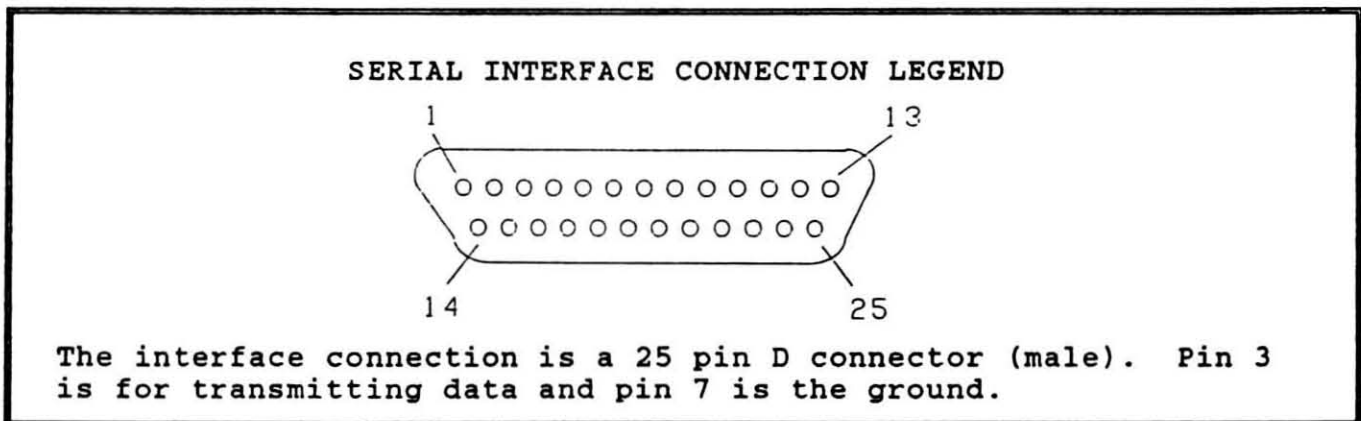 SERIAL INTERFACE CONNECTION LEGEND
1 13
14 25
The interface connection is a 25 pin D connector (male). Pin 3
is for transmitting data and pin 7 is the ground.